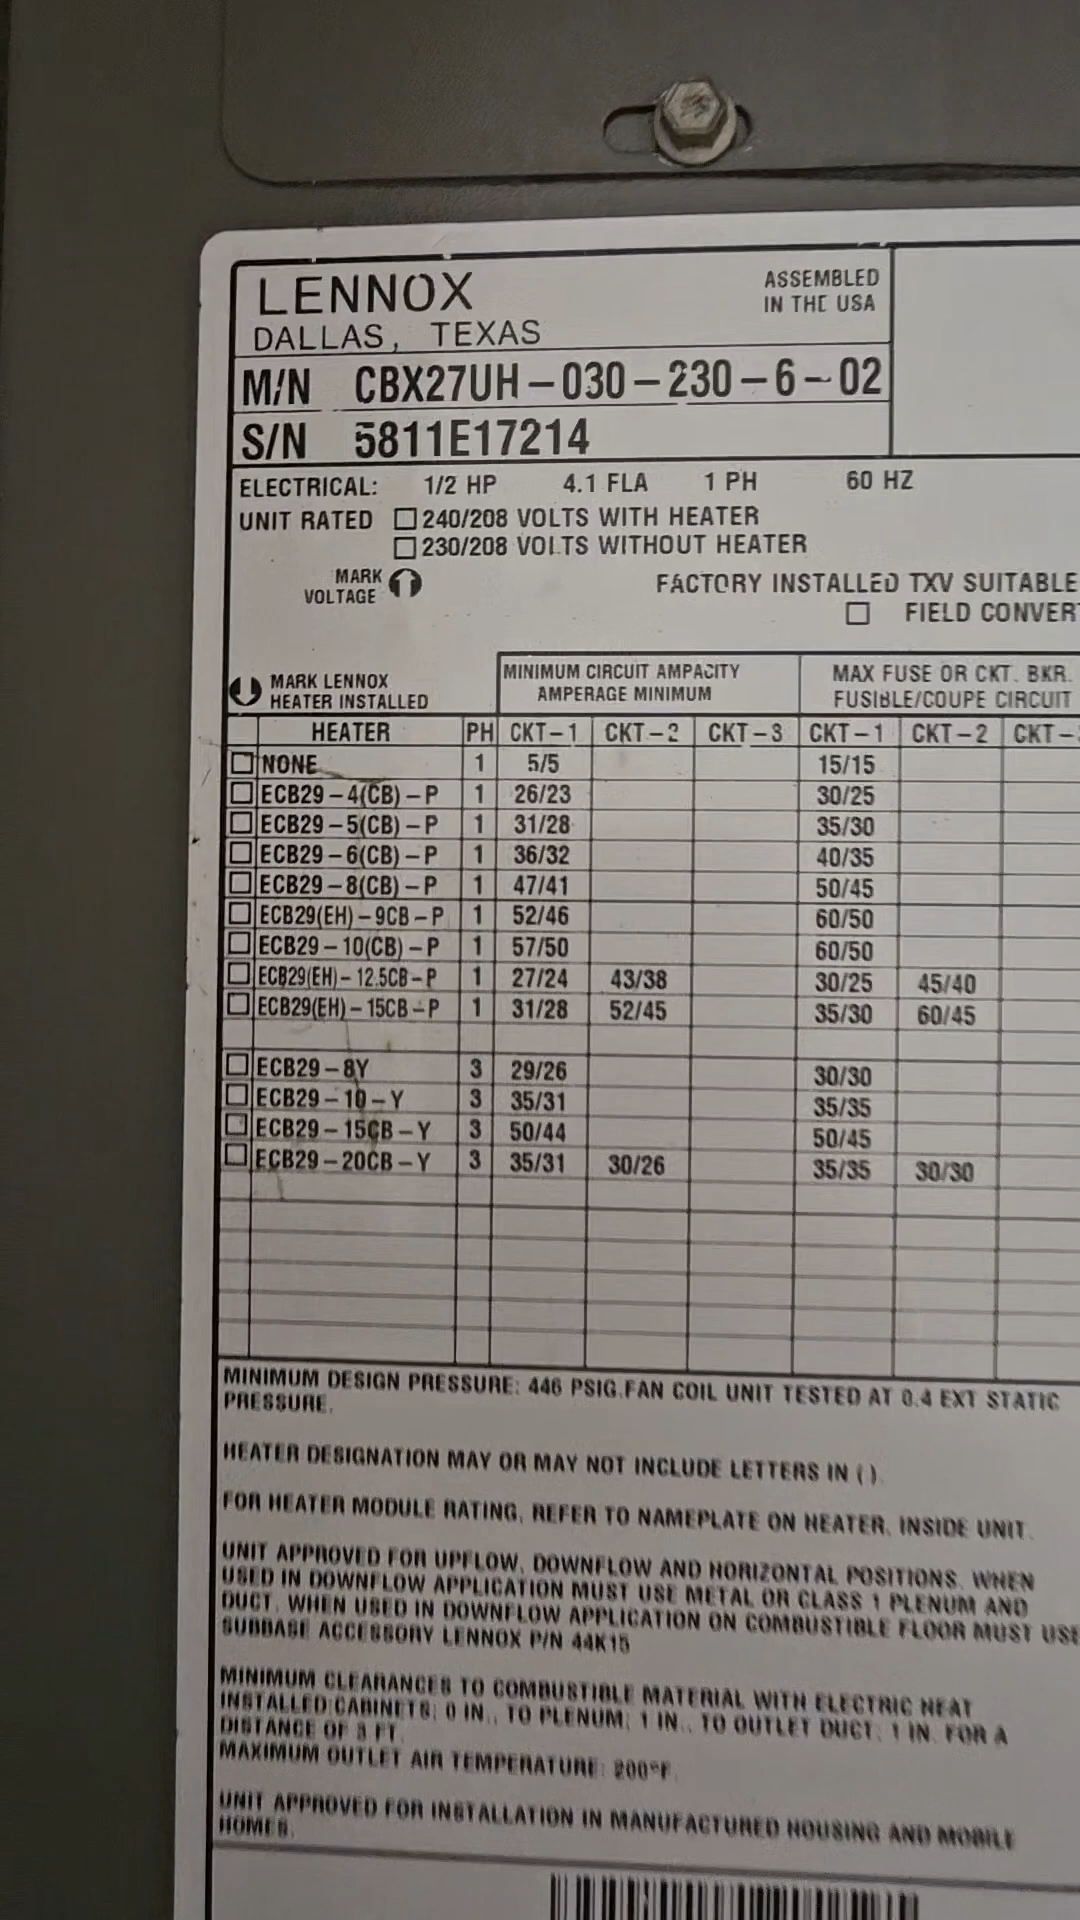 LENNOX
ASSEMBLED
IN THE USA
DALLAS, TEXAS
M/N CBX27UH-030-230-6-02
S/N 5811E17214
ELECTRICAL: 1/2 HP 4.1 FLA 1 PH 60 HZ
UNIT RATED □ 240/208 VOLTS WITH HEATER
□ 230/208 VOLTS WITHOUT HEATER
MARK
VOLTAGE
FACTORY INSTALLED TXV SUITABLE
□ FIELD CONVERT
MARK LENNOX
HEATER INSTALLED
MINIMUM CIRCUIT AMPACITY
AMPERAGE MINIMUM
MAX FUSE OR CKT. BKR.
FUSIBLE/COUPE CIRCUIT
HEATER PH CKT-1 CKT-2 CKT-3 CKT-1 CKT-2 CKT-
□ NONE 1 5/5 15/15
□ ECB29-4(CB)-P 1 26/23 30/25
□ ECB29-5(CB)-P 1 31/28 35/30
□ ECB29-6(CB)-P 1 36/32 40/35
□ ECB29-8(CB)-P 1 47/41 50/45
□ ECB29(EH)-9CB-P 1 52/46 60/50
□ ECB29-10(CB)-P 1 57/50 60/50
□ ECB29(EH)-12.5CB-P 1 27/24 43/38 30/25 45/40
□ ECB29(EH)-15CB-P 1 31/28 52/45 35/30 60/45
□ ECB29-8Y 3 29/26 30/30
□ ECB29-10-Y 3 35/31 35/35
□ ECB29-15CB-Y 3 50/44 50/45
□ ECB29-20CB-Y 3 35/31 30/26 35/35 30/30
MINIMUM DESIGN PRESSURE: 446 PSIG.FAN COIL UNIT TESTED AT 0.4 EXT STATIC
PRESSURE.
HEATER DESIGNATION MAY OR MAY NOT INCLUDE LETTERS IN ( ).
FOR HEATER MODULE RATING, REFER TO NAMEPLATE ON HEATER, INSIDE UNIT.
UNIT APPROVED FOR UPFLOW, DOWNFLOW AND HORIZONTAL POSITIONS. WHEN
USED IN DOWNFLOW APPLICATION MUST USE METAL OR CLASS 1 PLENUM AND
DUCT. WHEN USED IN DOWNFLOW APPLICATION ON COMBUSTIBLE FLOOR MUST USE
SUBBASE ACCESSORY LENNOX P/N 44K15
MINIMUM CLEARANCES TO COMBUSTIBLE MATERIAL WITH ELECTRIC HEAT
INSTALLED:CABINETS; 0 IN., TO PLENUM; 1 IN., TO OUTLET DUCT; 1 IN. FOR A
DISTANCE OF 3 FT.
MAXIMUM OUTLET AIR TEMPERATURE: 200°F.
UNIT APPROVED FOR INSTALLATION IN MANUFACTURED HOUSING AND MOBILE
HOMES.